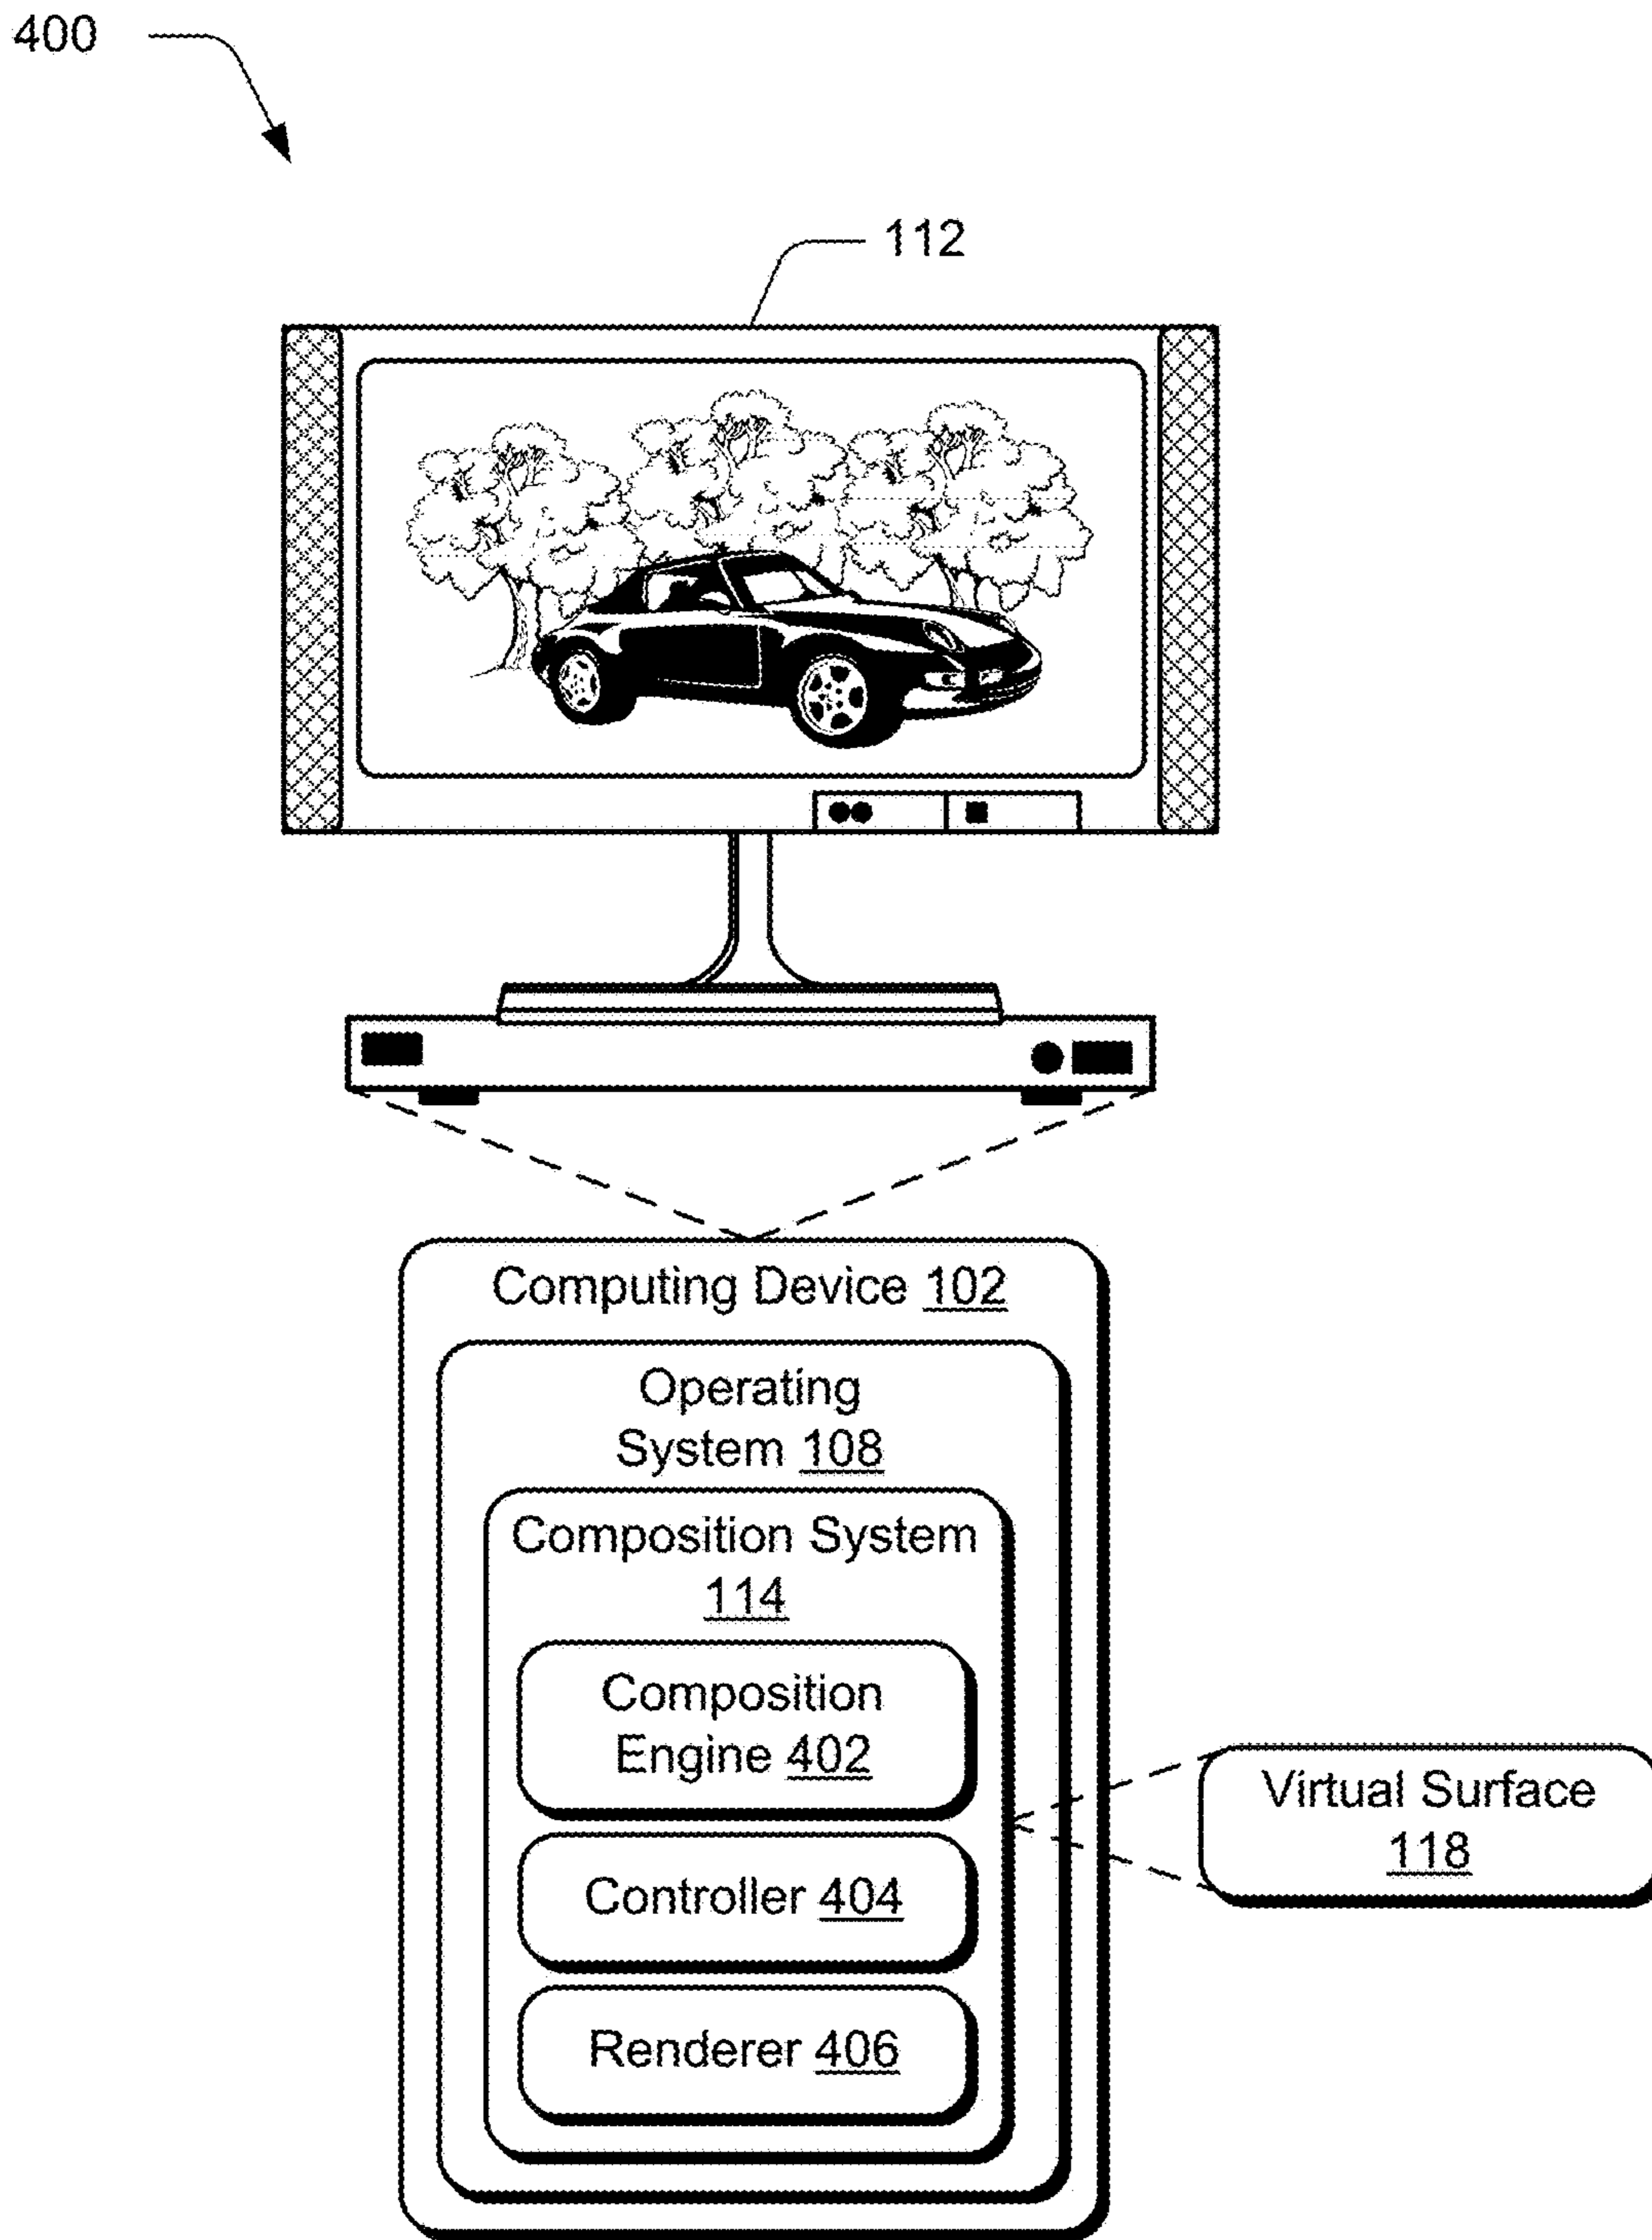 400
112
Computing Device 102
Operating
System 108
Composition System
114
Composition
Engine 402
Controller 404
Renderer 406
Virtual Surface
118